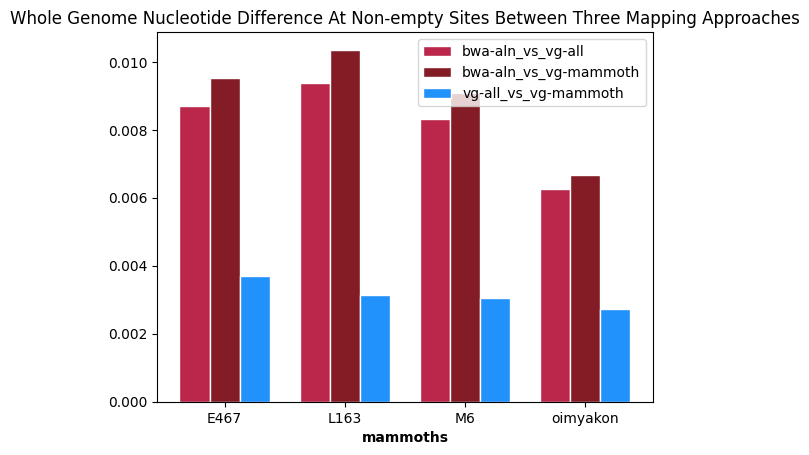 Whole Genome Nucleotide Difference At Non-empty Sites Between Three Mapping Approaches
bwa-aln_vs_vg-all
bwa-aln_vs_vg-mammoth
vg-all_vs_vg-mammoth
0.010
0.008
0.006
0.004
0.002
0.000
E467 L163 M6 oimyakon
mammoths